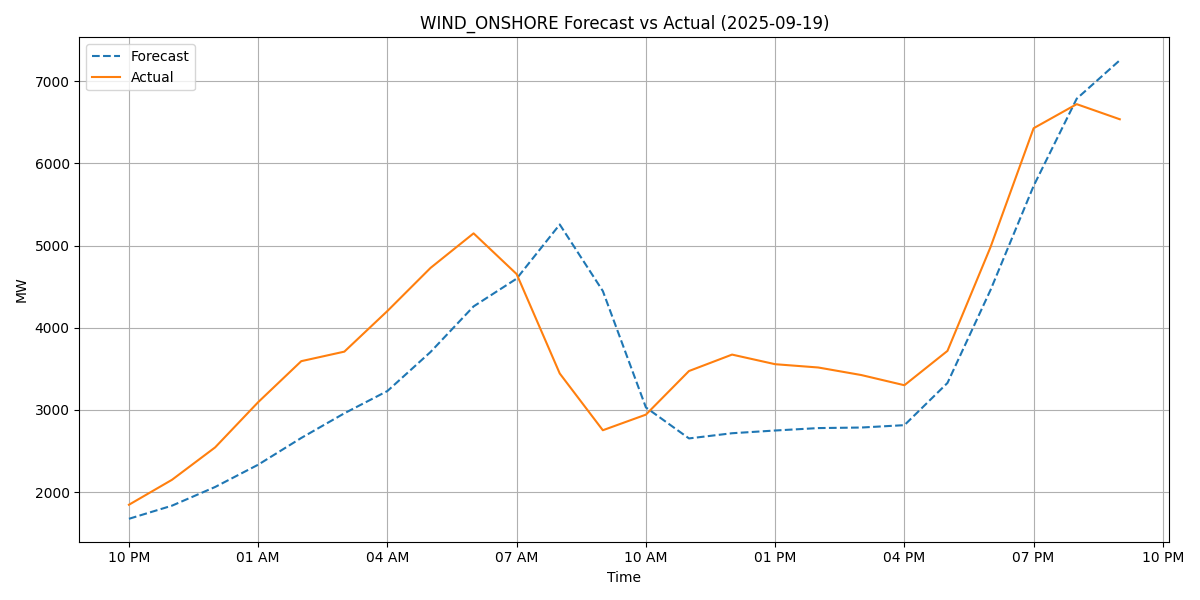 WIND_ONSHORE Forecast vs Actual (2025-09-19)
Forecast
Actual
7000
6000
5000
4000
3000
2000
MW
10 PM 01 AM 04 AM 07 AM 10 AM 01 PM 04 PM 07 PM 10 PM
Time